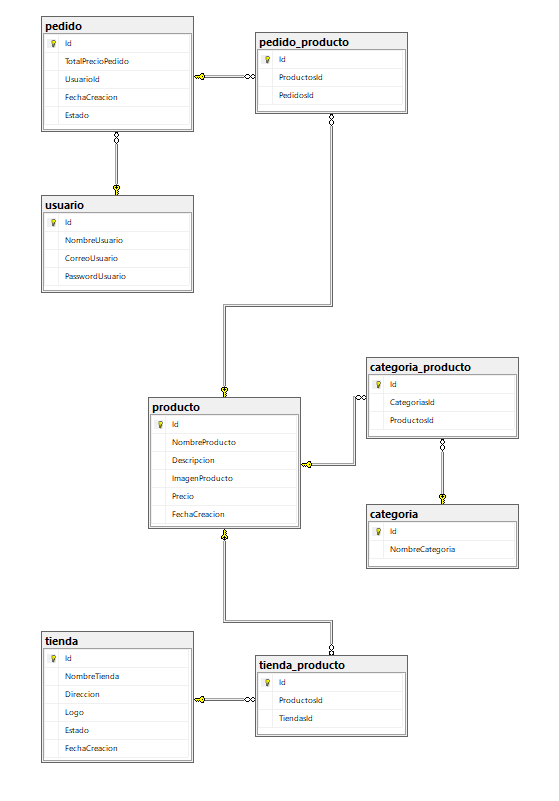 pedido
Id
TotalPrecioPedido
UsuarioId
FechaCreacion
Estado
pedido_producto
Id
ProductosId
PedidosId
usuario
Id
NombreUsuario
CorreoUsuario
PasswordUsuario
categoria_producto
Id
CategoriasId
ProductosId
producto
Id
NombreProducto
Descripcion
ImagenProducto
Precio
FechaCreacion
categoria
Id
NombreCategoria
tienda
Id
NombreTienda
Direccion
Logo
Estado
FechaCreacion
tienda_producto
Id
ProductosId
TiendasId